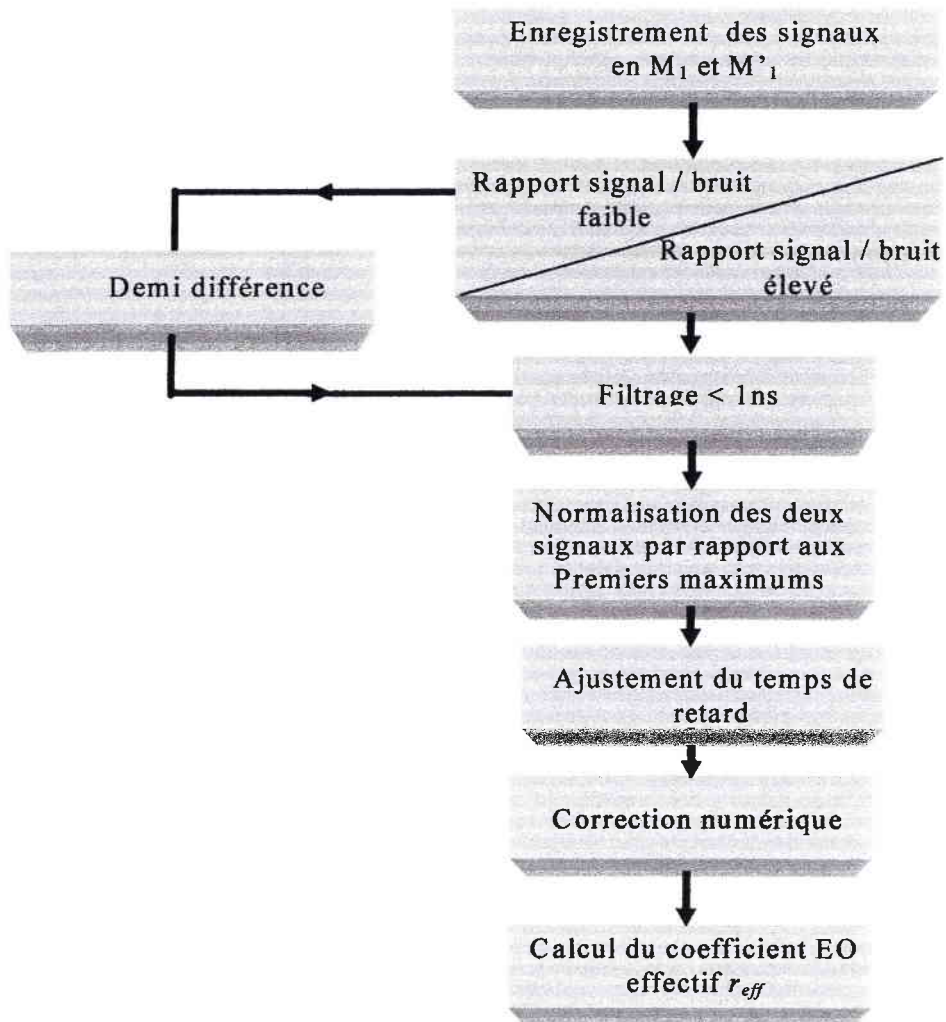 Enregistrement des signaux
en M₁ et M'₁
Rapport signal / bruit
faible
Rapport signal / bruit
élevé
Demi différence
Filtrage < 1ns
Normalisation des deux
signaux par rapport aux
Premiers maximums
Ajustement du temps de
retard
Correction numérique
Calcul du coefficient EO
effectif r_eff